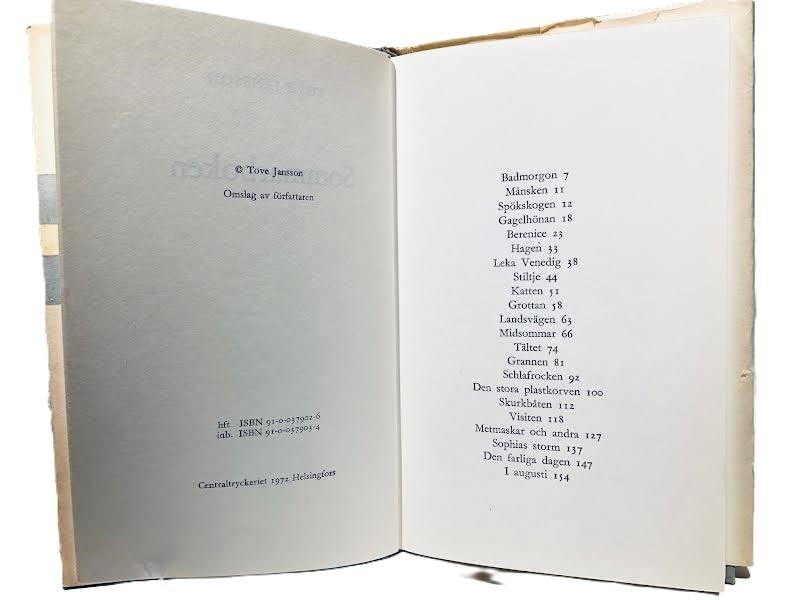 © Tove Jansson
Omslag av författaren
hft ISBN 91-0-037902-6
inb. ISBN 91-0-037903-4
Centraltryckeriet 1972 Helsingfors
Badmorgon 7
Månsken 11
Spökskogen 12
Gagelhönan 18
Berenice 23
Hagen 33
Leka Venedig 38
Stiltje 44
Katten 51
Grottan 58
Landsvägen 63
Midsommar 66
Tältet 74
Grannen 81
Schlafrocken 92
Den stora plastkorven 100
Skurkbåten 112
Visiten 118
Metmaskar och andra 127
Sophias storm 137
Den farliga dagen 147
I augusti 154